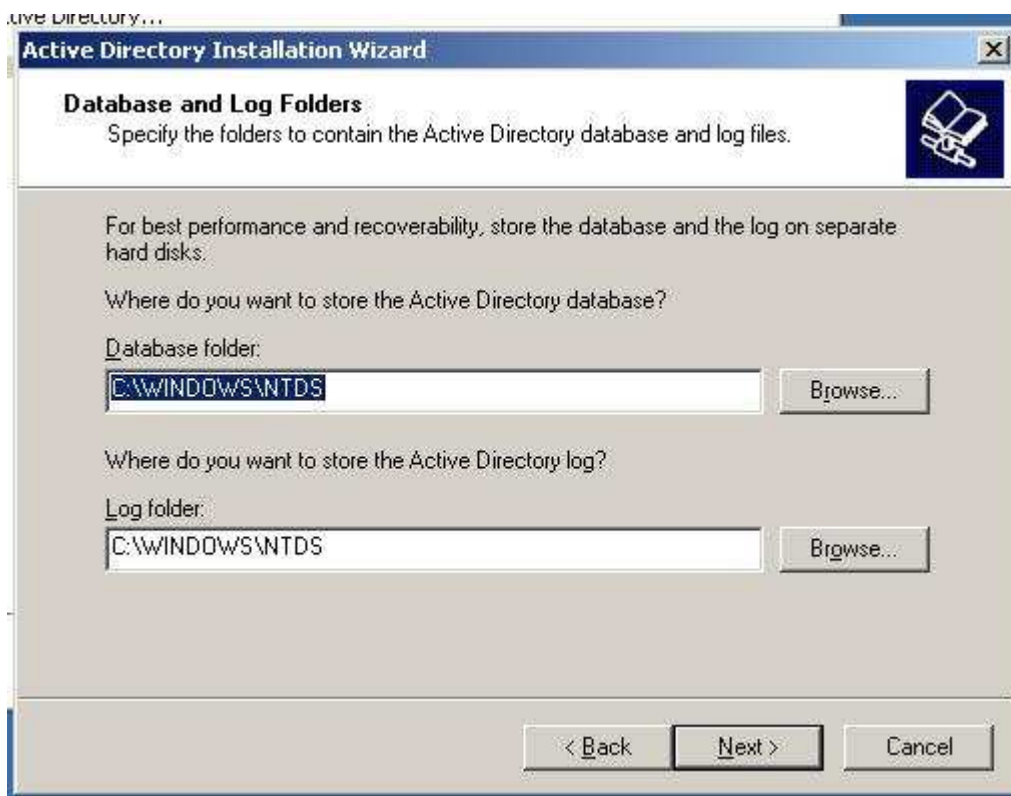 tive Directory...
Active Directory Installation Wizard
Database and Log Folders
Specify the folders to contain the Active Directory database and log files.
For best performance and recoverability, store the database and the log on separate
hard disks.
Where do you want to store the Active Directory database?
Database folder:
C:\WINDOWS\NTDS
Browse...
Where do you want to store the Active Directory log?
Log folder:
C:\WINDOWS\NTDS
Browse...
< Back
Next >
Cancel